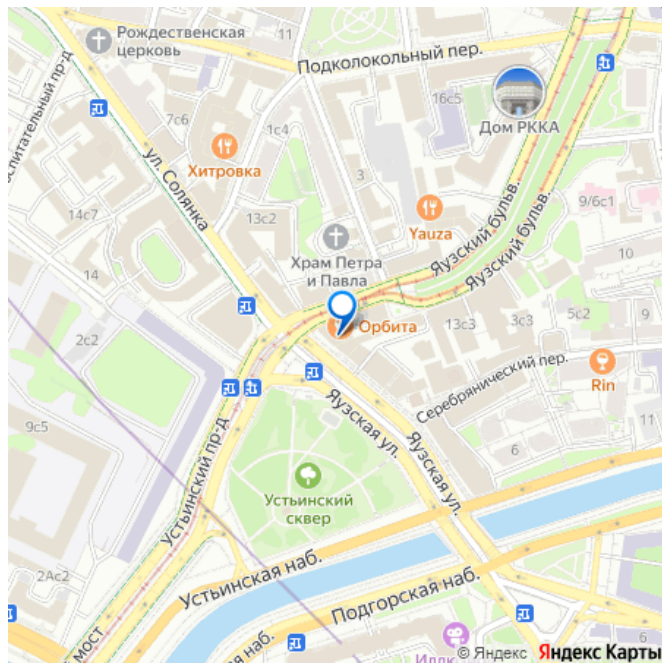 Рождественская
церковь
11
Подколокольный пер.
спитательный пр-д
7с6
16с5
Дом РККА
1с4
Хитровка
3
ул. Солянка
Яузский бульв.
9/6с1
14с7
13с2
Yauza
Храм Петра
и Павла
Яузский бульв.
10
14
5с2
3с3
9
13с3
Орбита
2с2
Серебрянический пер.
Rin
9с5
Яузская ул.
11
6
Яузская ул.
Устьинский
сквер
Устьинский пр-д
2Ас2
Устьинская наб.
Подгорская наб.
мост
наб.
© Яндекс Яндекс Карты